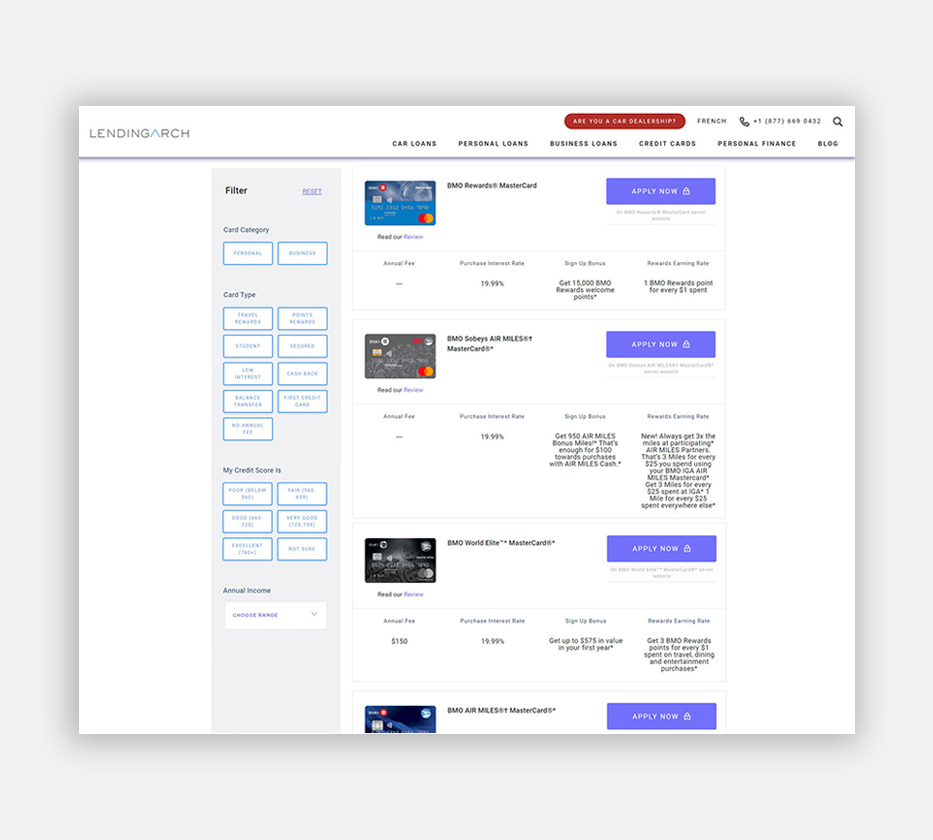 LENDINGARCH
ARE YOU A CAR DEALERSHIP?
FRENCH
+1 (877) 669 0432
CAR LOANS
PERSONAL LOANS
BUSINESS LOANS
CREDIT CARDS
PERSONAL FINANCE
BLOG
Filter
RESET
Card Category
PERSONAL
BUSINESS
Card Type
TRAVEL
REWARDS
POINTS
REWARDS
STUDENT
SECURED
LOW
INTEREST
CASH BACK
BALANCE
TRANSFER
FIRST CREDIT
CARD
NO ANNUAL
FEE
My Credit Score Is
POOR (BELOW
560)
FAIR (560-
659)
GOOD (660-
725)
VERY GOOD
(725-759)
EXCELLENT
(760+)
NOT SURE
Annual Income
CHOOSE RANGE
BMO Rewards® MasterCard
APPLY NOW
On BMO Rewards® MasterCard server
website
Read our Review
Annual Fee
Purchase Interest Rate
Sign Up Bonus
Rewards Earning Rate
---
19.99%
Get 15,000 BMO
Rewards welcome
points*
1 BMO Rewards point
for every $1 spent
BMO Sobeys AIR MILES®†
MasterCard®*
APPLY NOW
On BMO Sobeys AIR MILES®† MasterCard®*
server website
Read our Review
Annual Fee
Purchase Interest Rate
Sign Up Bonus
Rewards Earning Rate
---
19.99%
Get 950 AIR MILES
Bonus Miles!* That's
enough for $100
towards purchases
with AIR MILES Cash.*
New! Always get 3x the
miles at participating*
AIR MILES Partners.
That's 3 Miles for every
$25 you spend using
your BMO IGA AIR
MILES Mastercard*
Get 3 Miles for every
$25 spent at IGA* 1
Mile for every $25
spent everywhere else*
BMO World Elite™* MasterCard®*
APPLY NOW
On BMO World Elite™* MasterCard®* server
website
Read our Review
Annual Fee
Purchase Interest Rate
Sign Up Bonus
Rewards Earning Rate
$150
19.99%
Get up to $575 in value
in your first year*
Get 3 BMO Rewards
points for every $1
spent on travel, dining
and entertainment
purchases*
BMO AIR MILES®† MasterCard®*
APPLY NOW